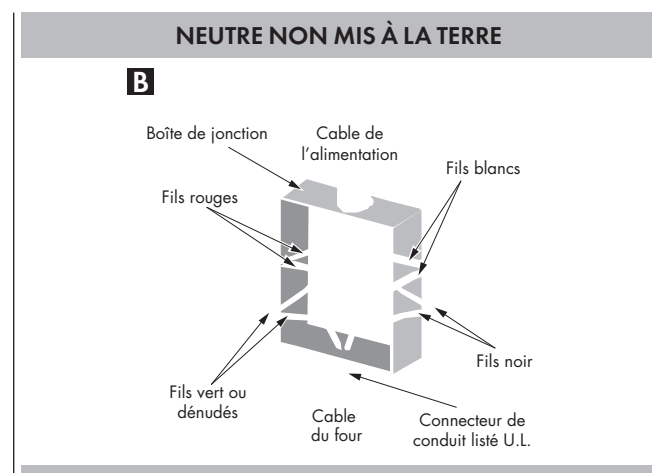 NEUTRE NON MIS À LA TERRE
B
Boîte de jonction
Cable de
l'alimentation
Fils blancs
Fils rouges
Fils noir
Fils vert ou
dénudés
Cable
du four
Connecteur de
conduit listé U.L.